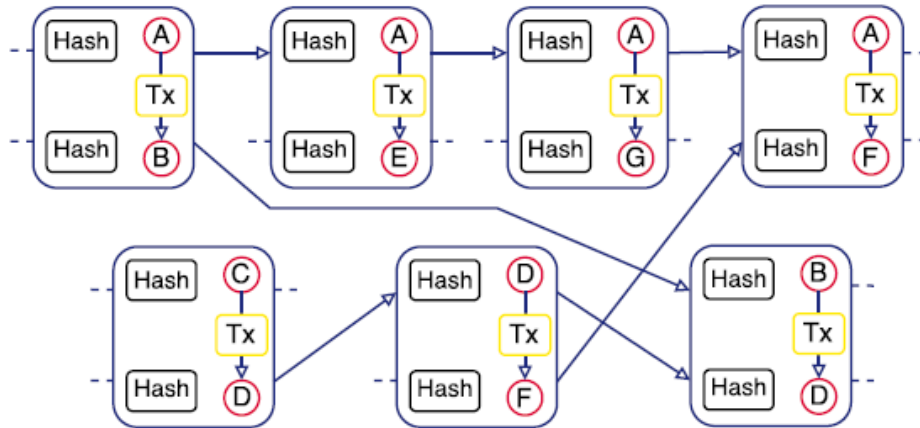 Hash A Hash A Hash A Hash A
Tx Tx Tx Tx
Hash B Hash E Hash G Hash F
Hash C Hash D Hash B
Tx Tx Tx
Hash D Hash F Hash D